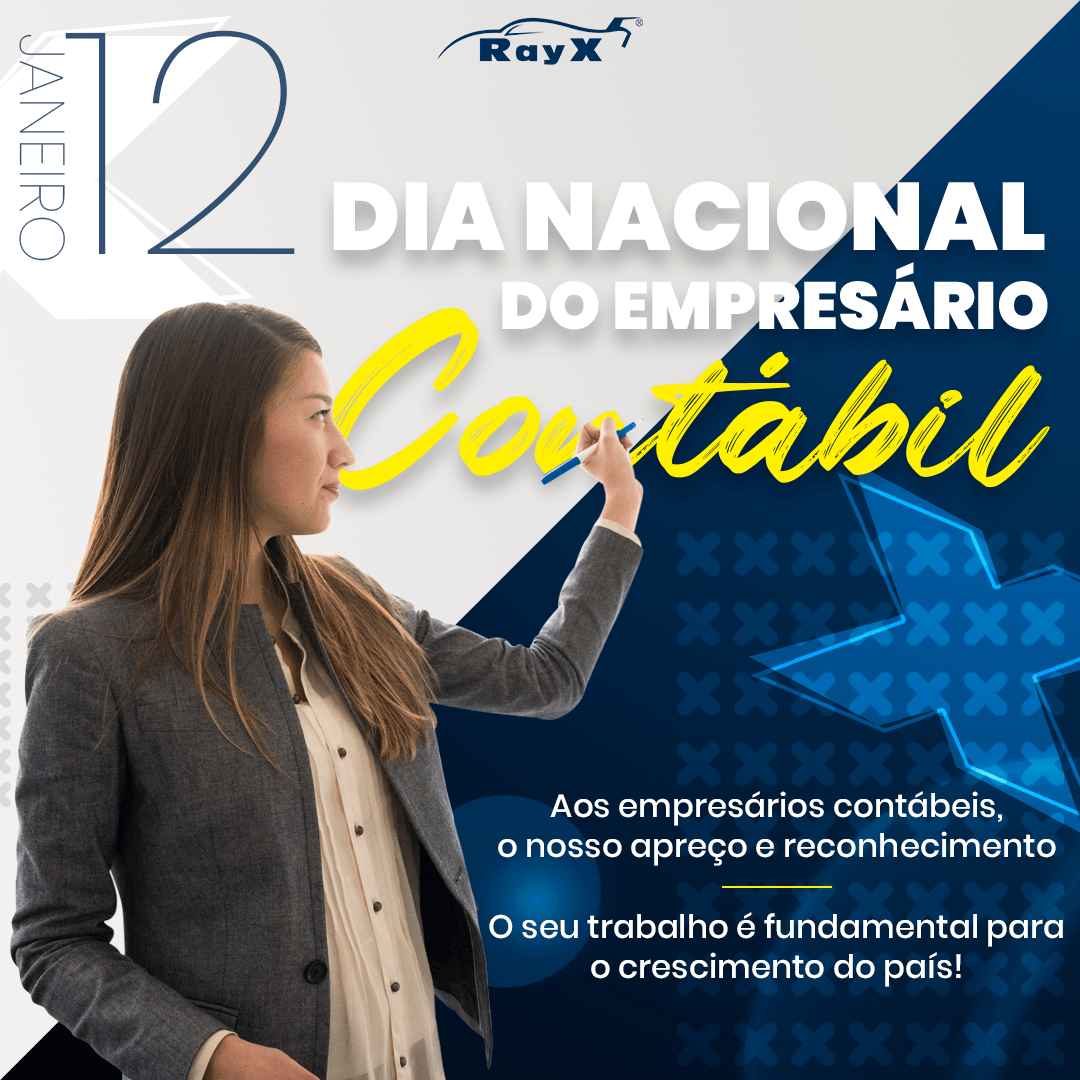 12
JANEIRO
RayX®
DIA NACIONAL
DO EMPRESÁRIO
Contábil
Aos empresários contábeis,
o nosso apreço e reconhecimento
O seu trabalho é fundamental para
o crescimento do país!